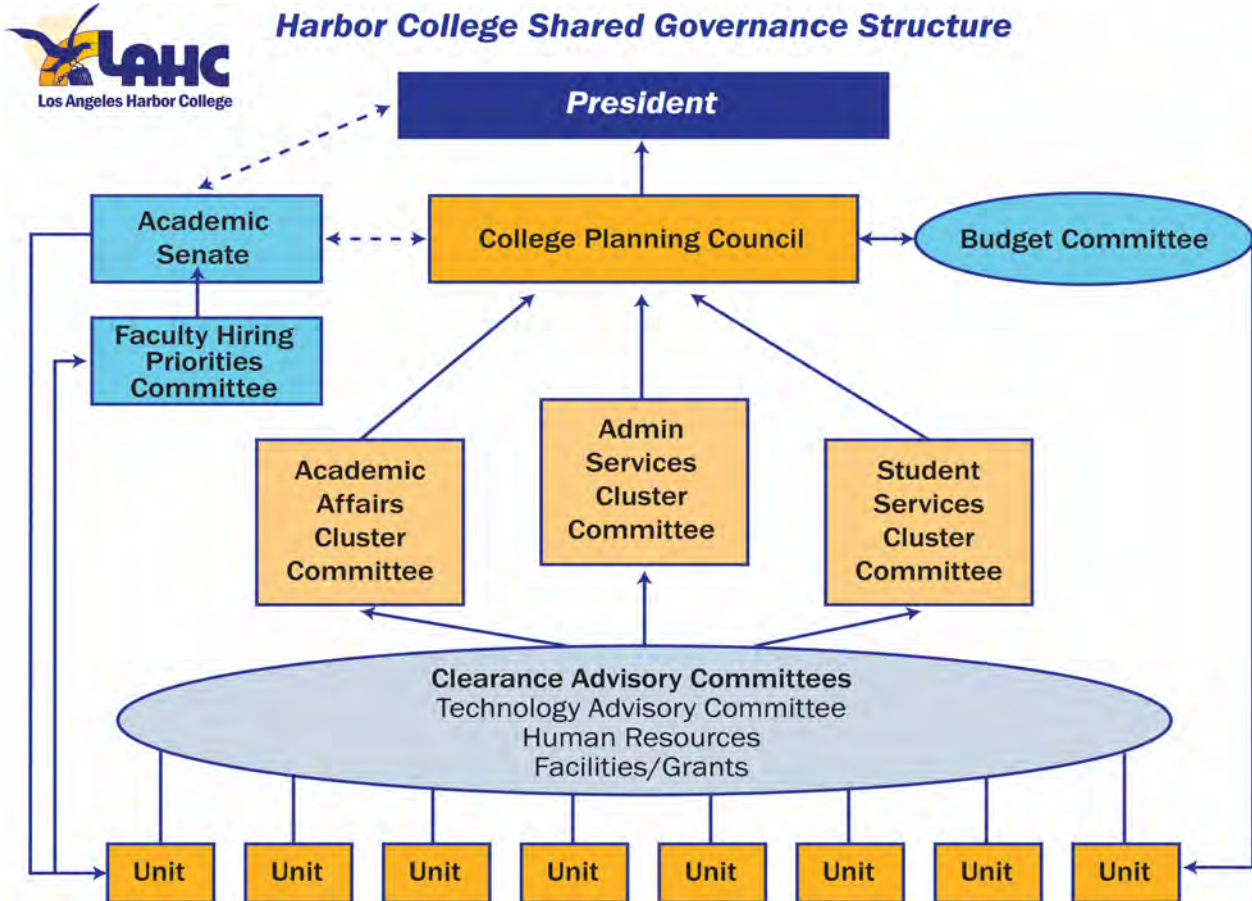 Harbor College Shared Governance Structure
LAHC
Los Angeles Harbor College
President
Academic
Senate
College Planning Council
Budget Committee
Faculty Hiring
Priorities
Committee
Academic
Affairs
Cluster
Committee
Admin
Services
Cluster
Committee
Student
Services
Cluster
Committee
Clearance Advisory Committees
Technology Advisory Committee
Human Resources
Facilities/Grants
Unit
Unit
Unit
Unit
Unit
Unit
Unit
Unit